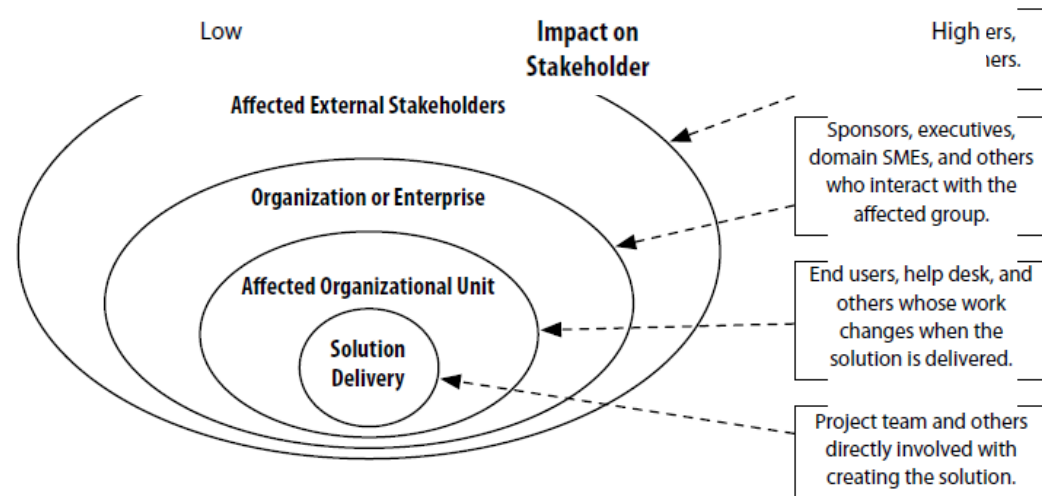 Low
Impact on
Stakeholder
High
ers,
ners.
Affected External Stakeholders
Sponsors, executives,
domain SMEs, and others
who interact with the
affected group.
Organization or Enterprise
End users, help desk, and
others whose work
changes when the
solution is delivered.
Affected Organizational Unit
Solution
Delivery
Project team and others
directly involved with
creating the solution.